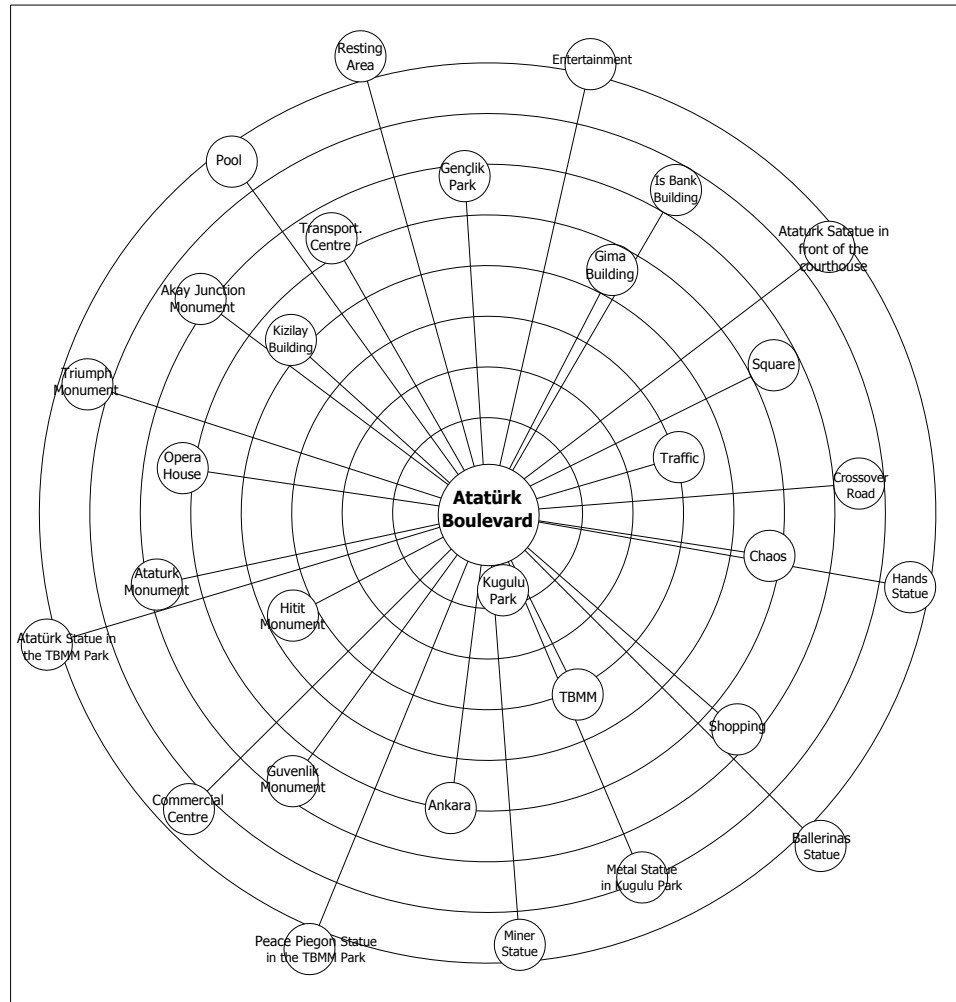 Resting
Area
Entertainment
Pool
Gençlik
Park
Is Bank
Building
Transport.
Centre
Ataturk Satatue in
front of the
courthouse
Gima
Building
Akay Junction
Monument
Kizilay
Building
Triumph
Monument
Square
Opera
House
Traffic
Crossover
Road
Atatürk
Boulevard
Chaos
Ataturk
Monument
Kugulu
Park
Hands
Statue
Hitit
Monument
Atatürk Statue in
the TBMM Park
TBMM
Shopping
Guvenlik
Monument
Commercial
Centre
Ankara
Ballerinas
Statue
Metal Statue
in Kugulu Park
Peace Piegon Statue
in the TBMM Park
Miner
Statue